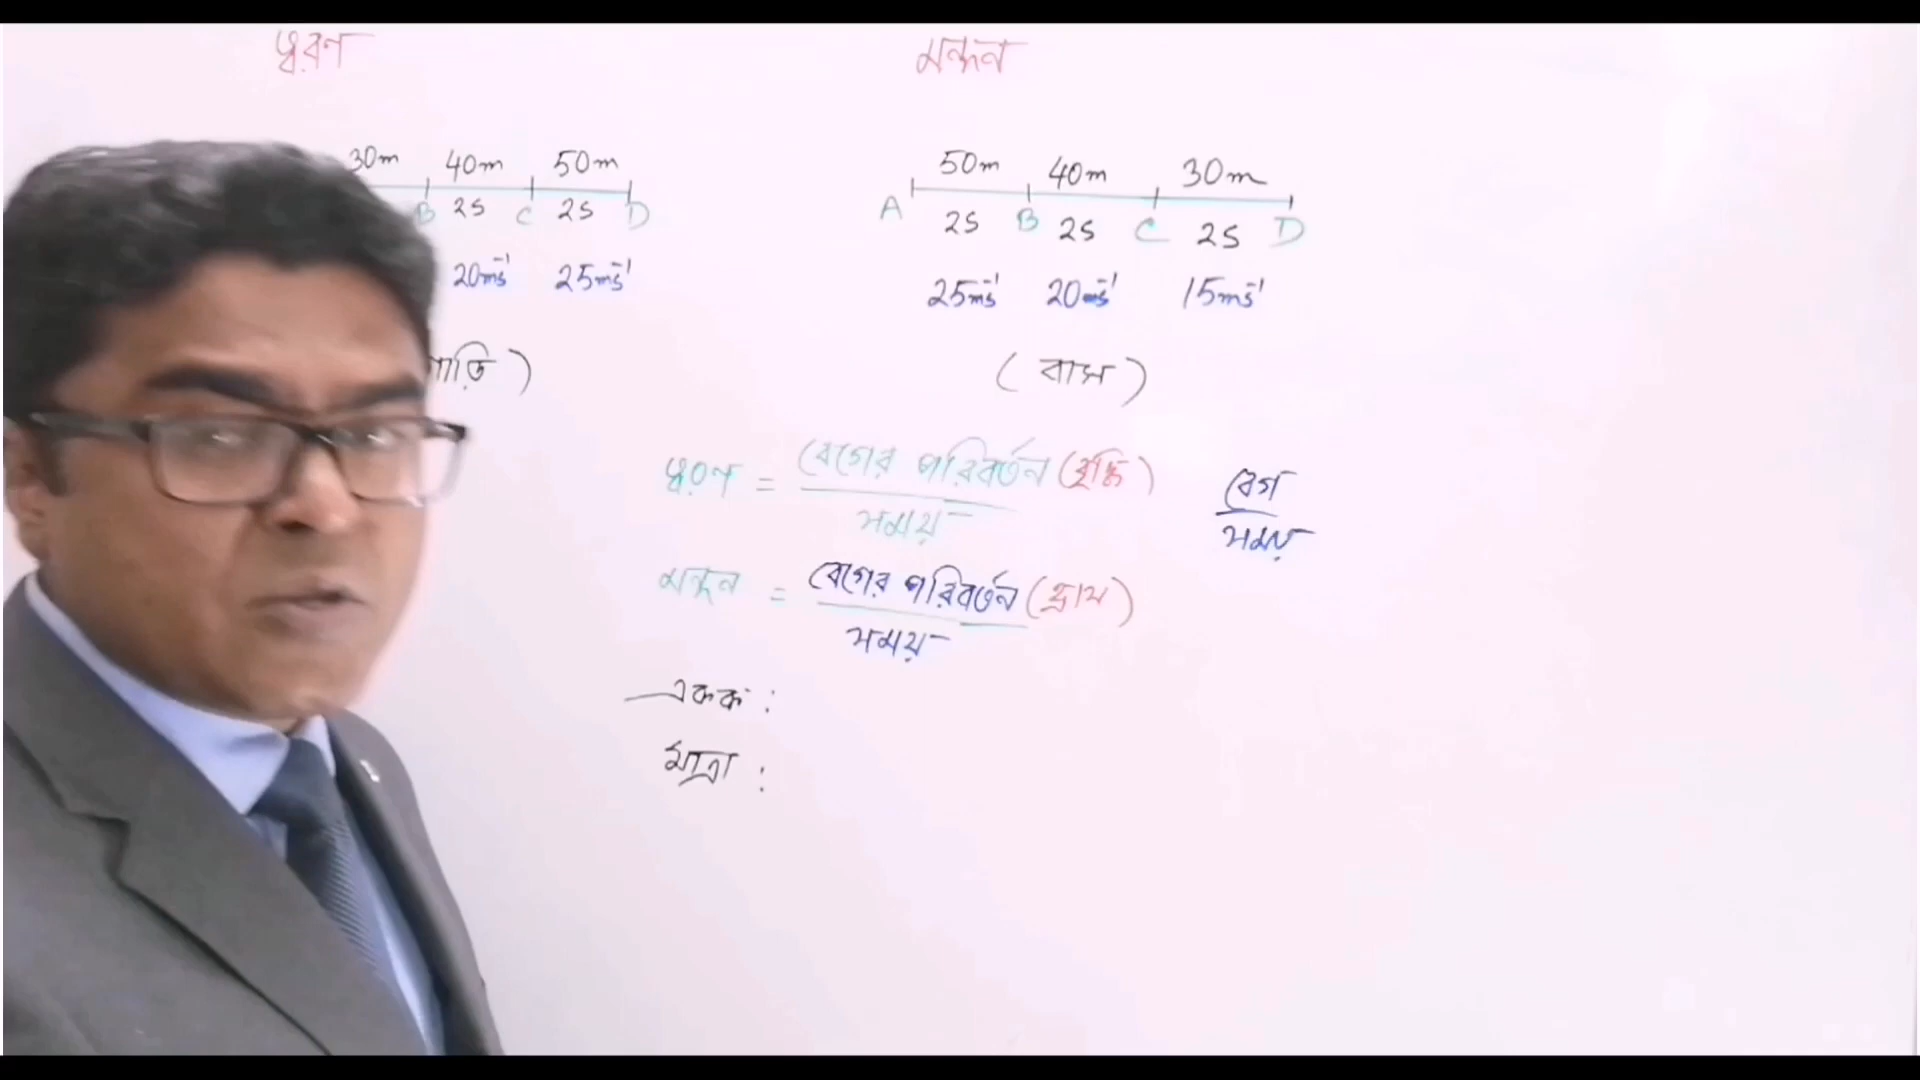 ত্বরণ
মন্দন
30m 40m 50m
B 2s C 2s D
20ms⁻¹ 25ms⁻¹
গাড়ি )
50m 40m 30m
A 2s B 2s C 2s D
25ms⁻¹ 20ms⁻¹ 15ms⁻¹
( বাস )
ত্বরণ = বেগের পরিবর্তন (বৃদ্ধি) বেগ
সময় সময়
মন্দন = বেগের পরিবর্তন (হ্রাস)
সময়
একক :
মাত্রা :